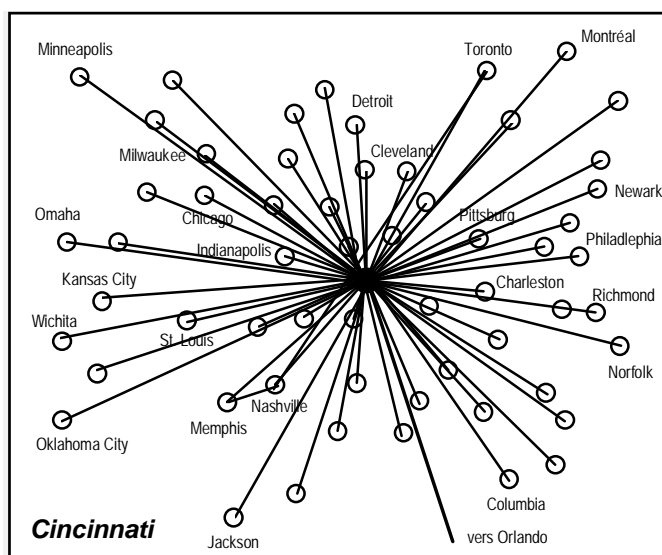 Minneapolis
Toronto
Montréal
Detroit
Milwaukee
Cleveland
Chicago
Newark
Omaha
Pittsburg
Indianapolis
Philadlephia
Kansas City
Charleston
Richmond
Wichita
St. Louis
Norfolk
Nashville
Memphis
Oklahoma City
Columbia
Cincinnati
Jackson
vers Orlando